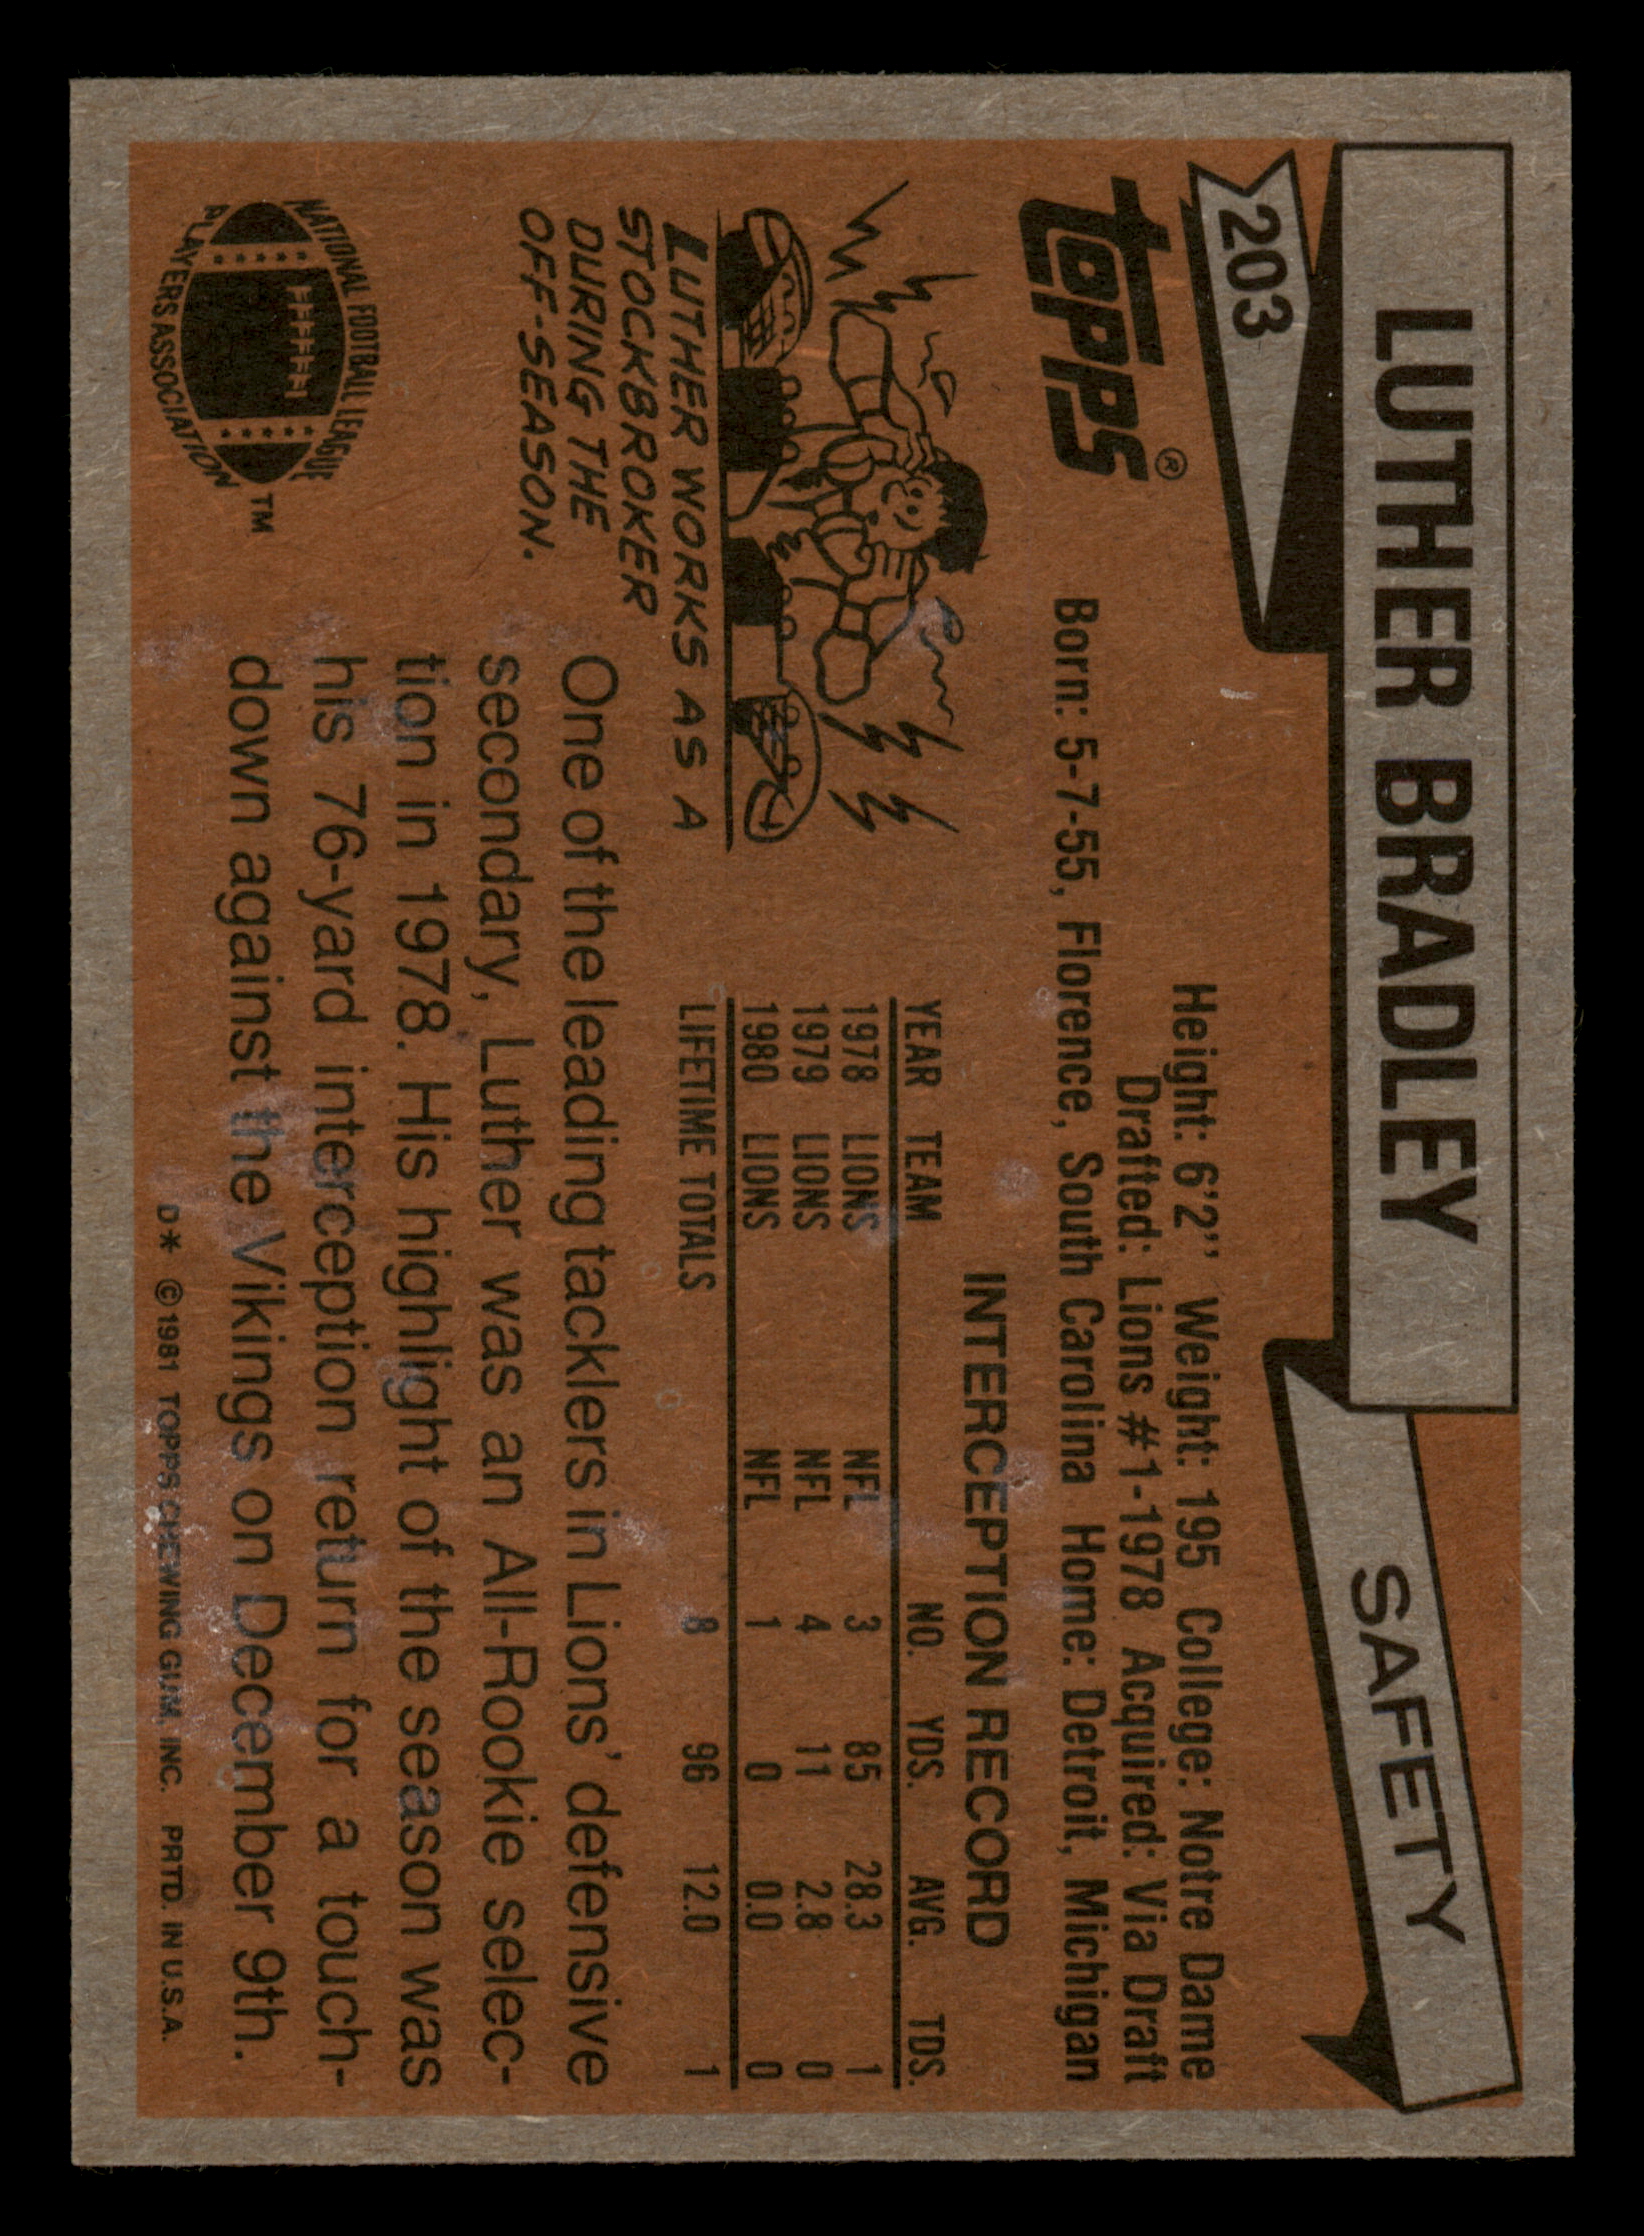 LUTHER BRADLEY
SAFETY
203
topps®
Height: 6'2'' Weight: 195 College: Notre Dame
Drafted: Lions #1-1978 Acquired: Via Draft
Born: 5-7-55, Florence, South Carolina Home: Detroit, Michigan
INTERCEPTION RECORD
YEAR TEAM NO. YDS. AVG. TDS.
1978 LIONS NFL 3 85 28.3 1
1979 LIONS NFL 4 11 2.8 0
1980 LIONS NFL 1 0 0.0 0
LIFETIME TOTALS 8 96 12.0 1
LUTHER WORKS AS A
STOCKBROKER
DURING THE
OFF-SEASON.
One of the leading tacklers in Lions' defensive
secondary, Luther was an All-Rookie selec-
tion in 1978. His highlight of the season was
his 76-yard interception return for a touch-
down against the Vikings on December 9th.
NATIONAL FOOTBALL LEAGUE
PLAYERS ASSOCIATION
TM
D* © 1981 TOPPS CHEWING GUM, INC. PRTD. IN U.S.A.